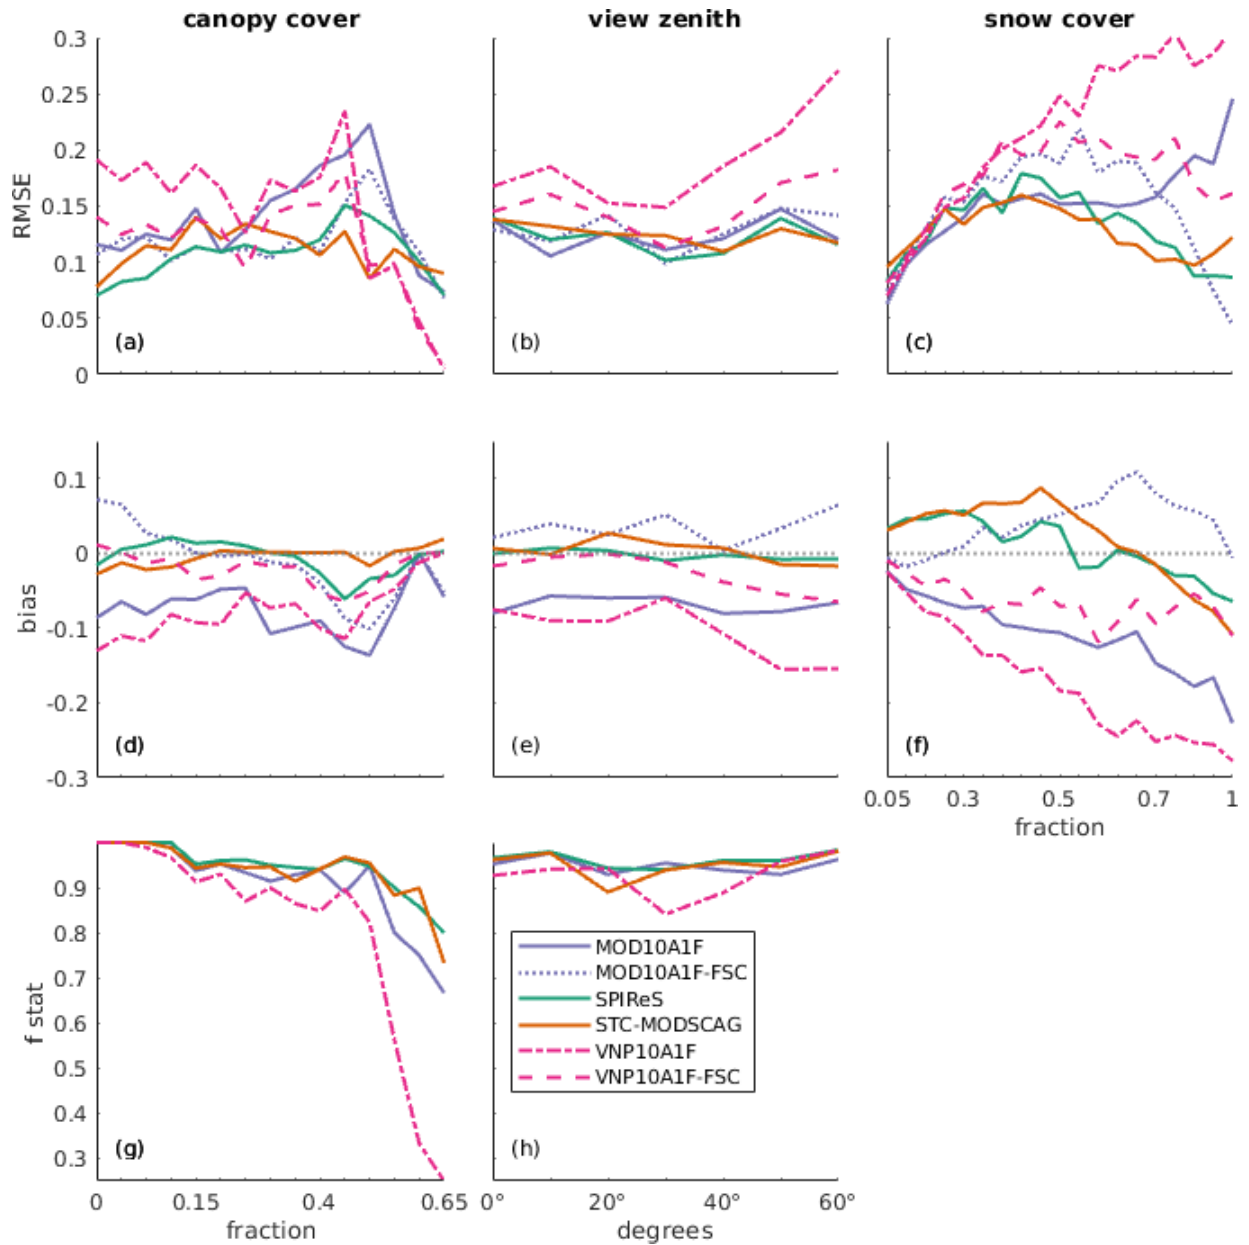 canopy cover
view zenith
snow cover
0.3
0.25
0.2
0.15
0.1
0.05
0
RMSE
(a)
(b)
(c)
0.1
0
-0.1
-0.2
-0.3
bias
(d)
(e)
(f)
0.05
0.3
0.5
0.7
1
fraction
0.9
0.8
0.7
0.6
0.5
0.4
0.3
f stat
(g)
MOD10A1F
MOD10A1F-FSC
SPIReS
STC-MODSCAG
VNP10A1F
VNP10A1F-FSC
(h)
0
0.15
0.4
0.65
fraction
0°
20°
40°
60°
degrees